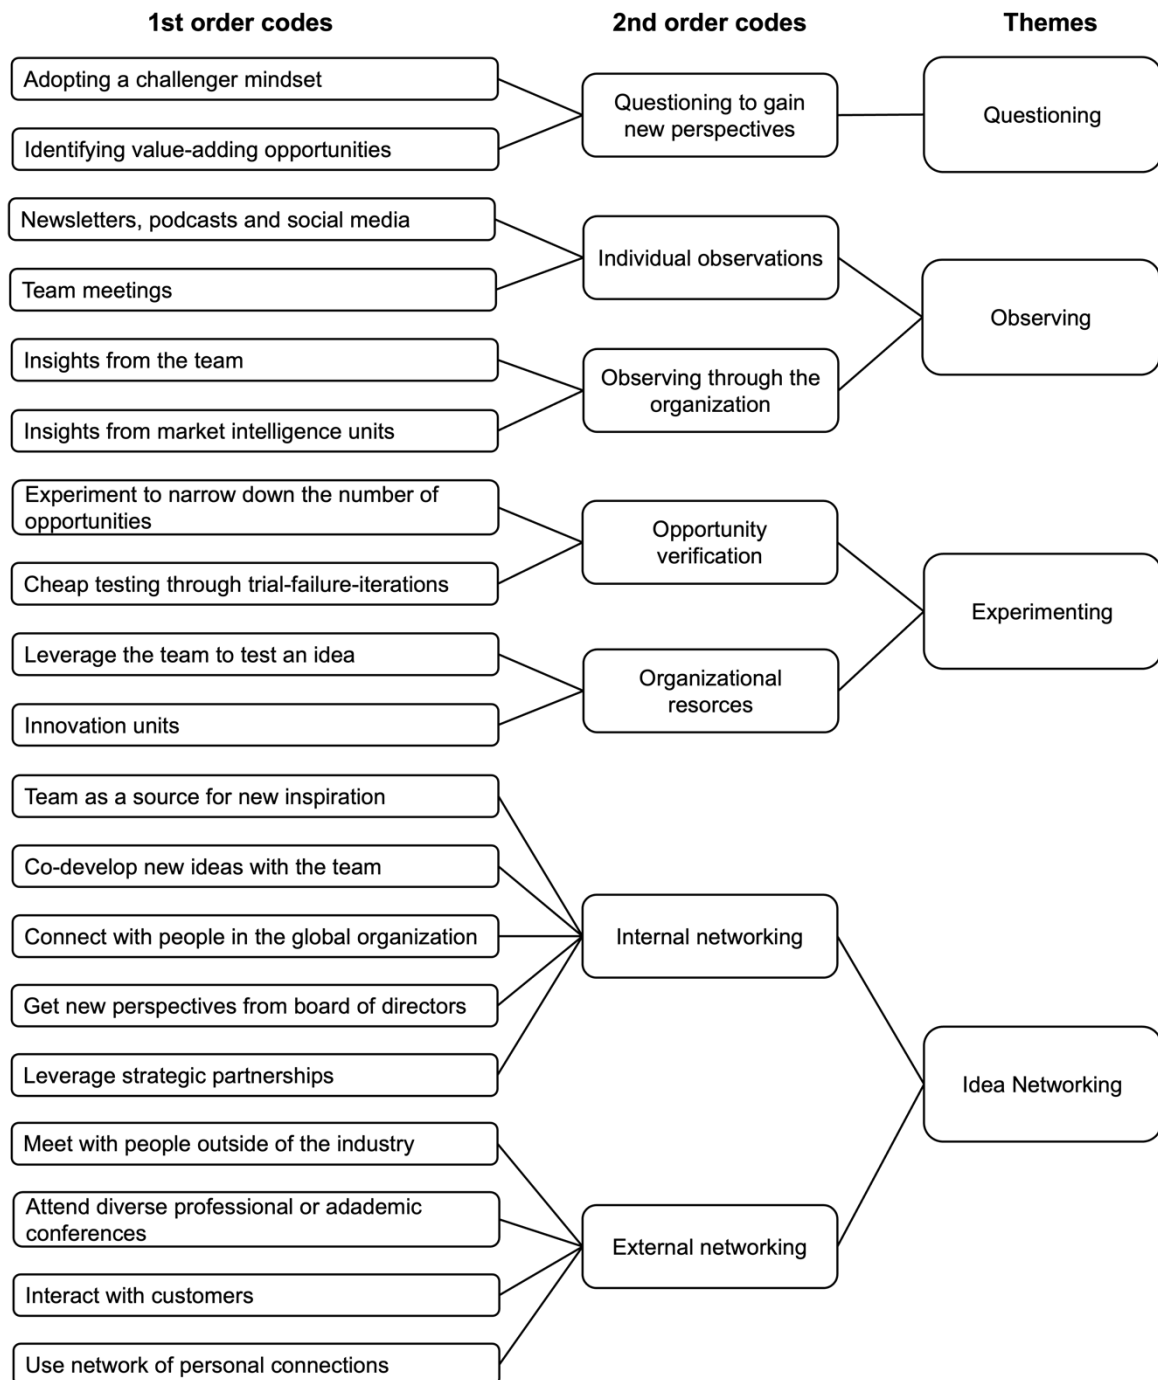 1st order codes
2nd order codes
Themes
Adopting a challenger mindset
Identifying value-adding opportunities
Questioning to gain
new perspectives
Questioning
Newsletters, podcasts and social media
Team meetings
Individual observations
Insights from the team
Insights from market intelligence units
Observing through the
organization
Observing
Experiment to narrow down the number of
opportunities
Cheap testing through trial-failure-iterations
Opportunity
verification
Leverage the team to test an idea
Innovation units
Organizational
resorces
Experimenting
Team as a source for new inspiration
Co-develop new ideas with the team
Connect with people in the global organization
Get new perspectives from board of directors
Leverage strategic partnerships
Internal networking
Meet with people outside of the industry
Attend diverse professional or adademic
conferences
Interact with customers
Use network of personal connections
External networking
Idea Networking